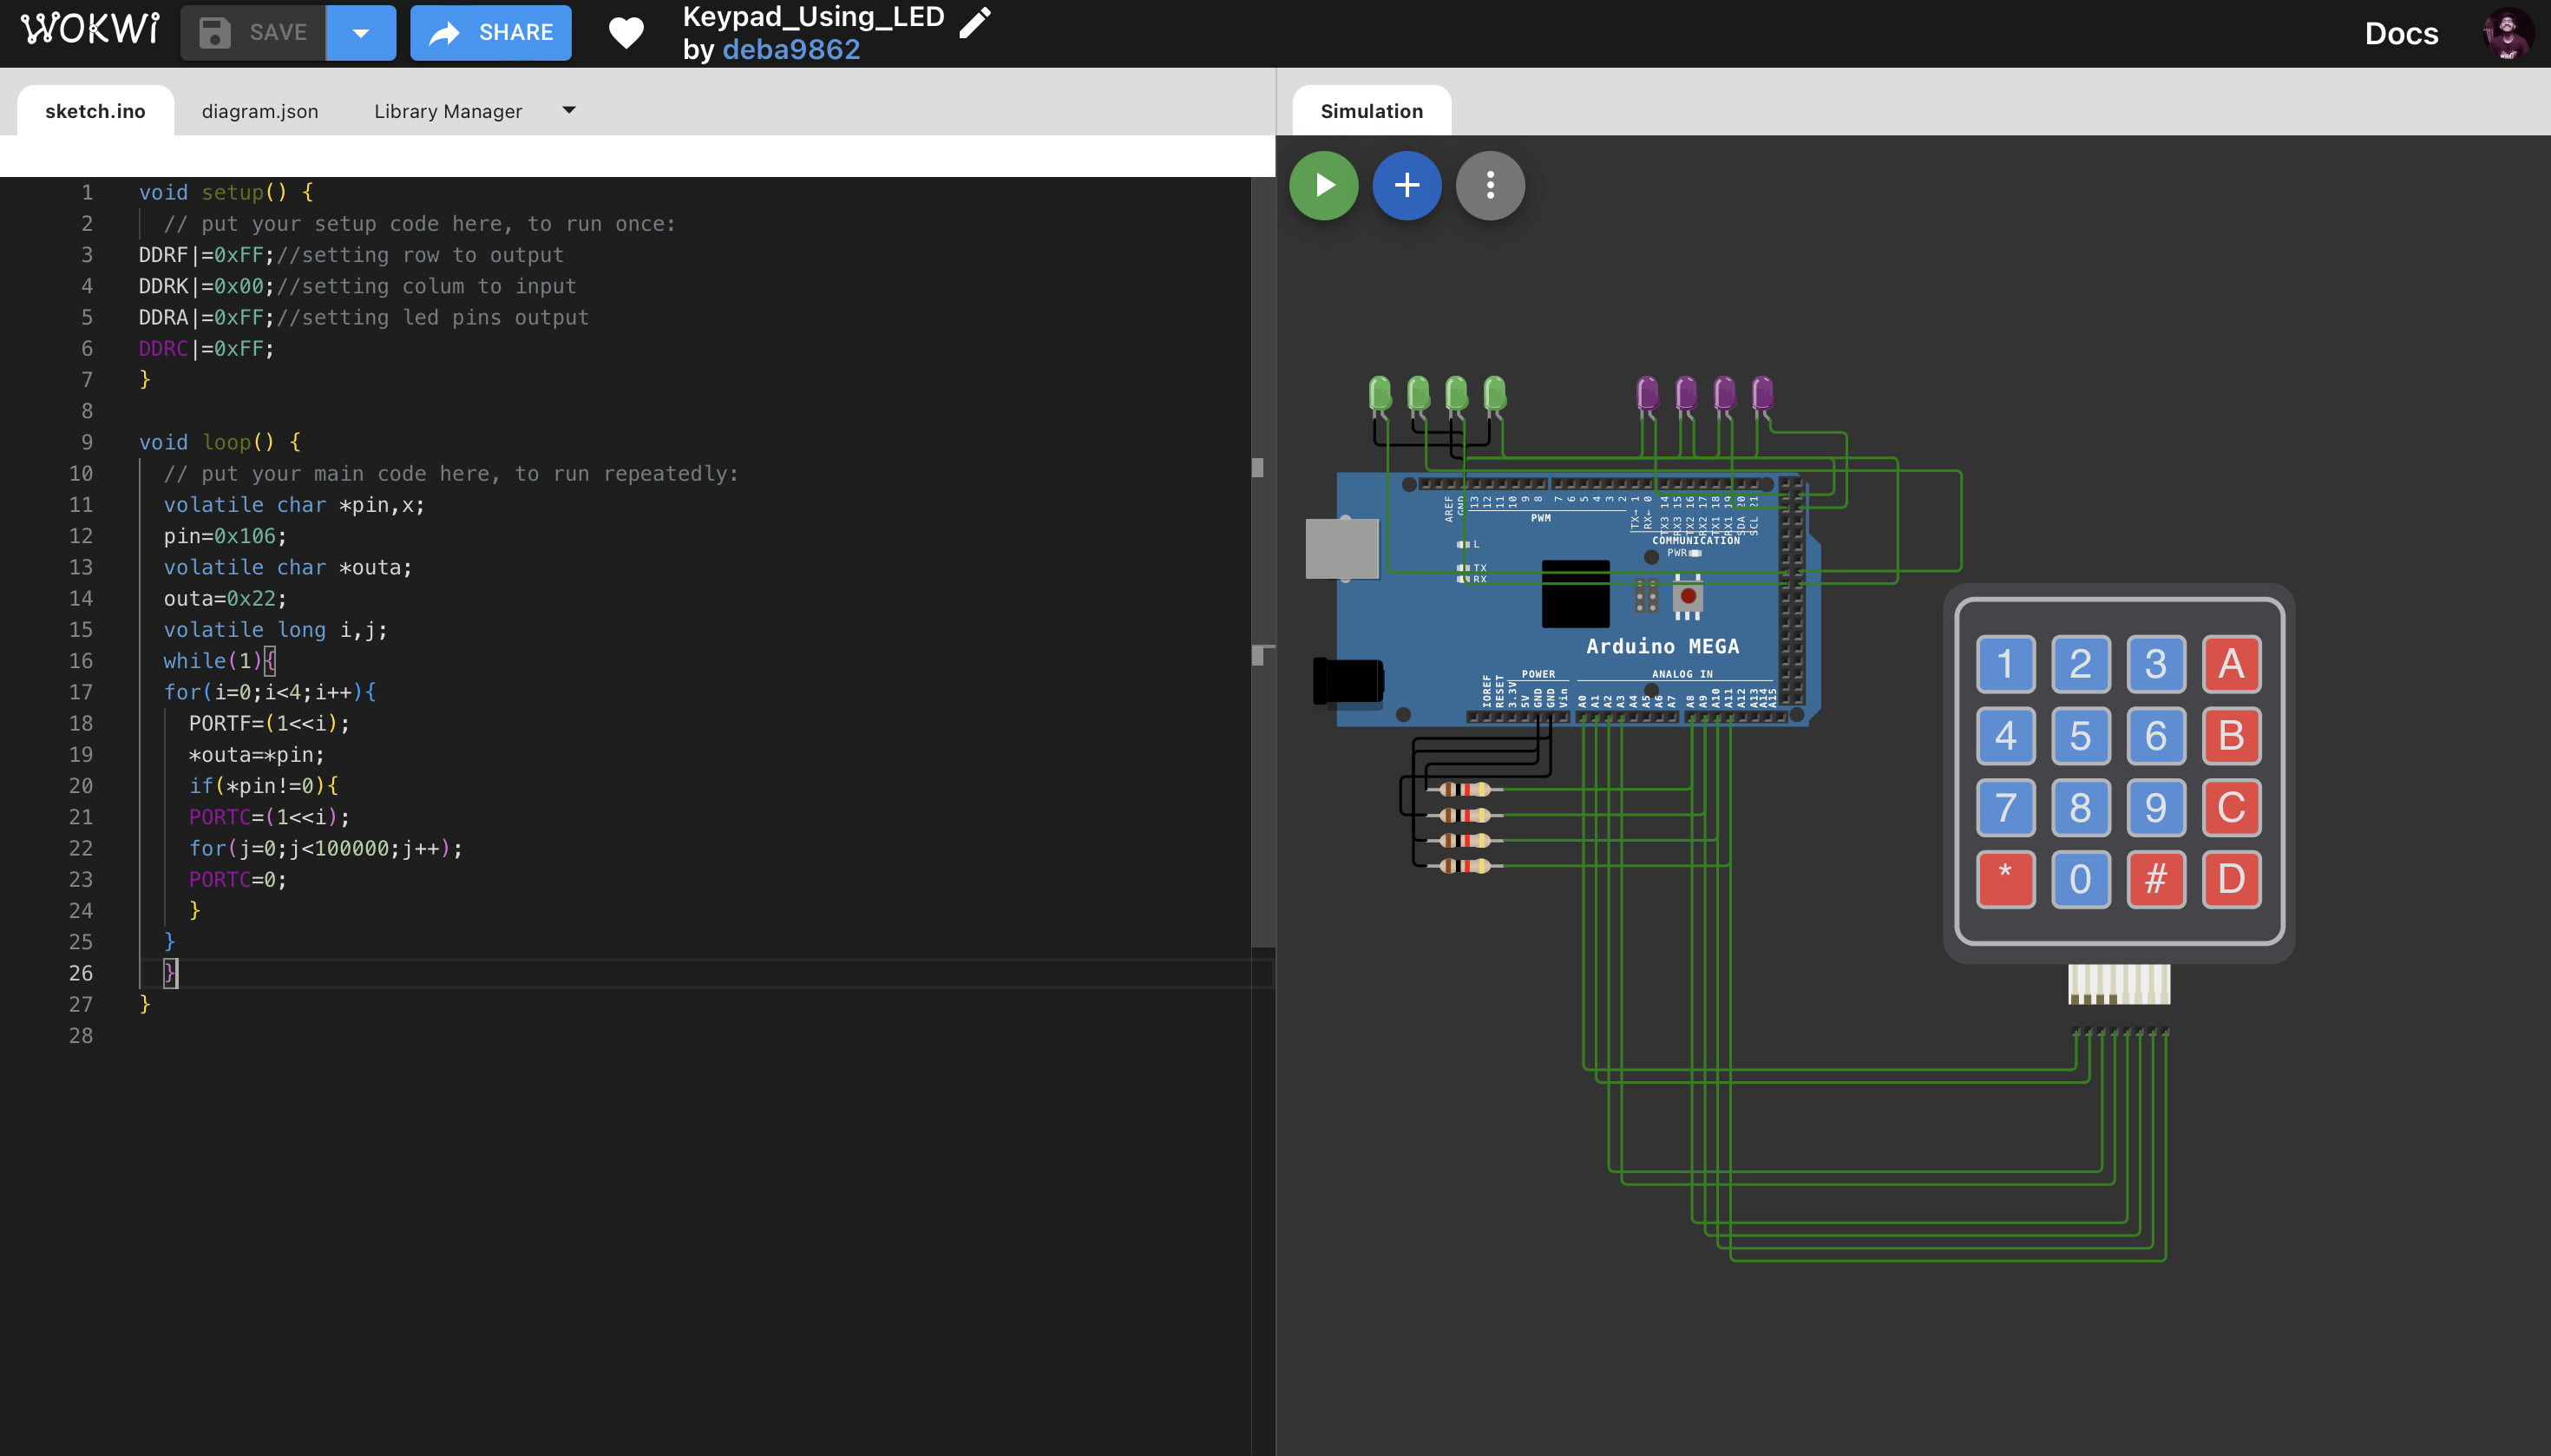 WOKWI
SAVE
SHARE
Keypad_Using_LED
by deba9862
Docs
sketch.ino
diagram.json
Library Manager
Simulation
1 void setup() {
2 // put your setup code here, to run once:
3 DDRF|=0xFF;//setting row to output
4 DDRK|=0x00;//setting colum to input
5 DDRA|=0xFF;//setting led pins output
6 DDRC|=0xFF;
7 }
8
9 void loop() {
10 // put your main code here, to run repeatedly:
11 volatile char *pin,x;
12 pin=0x106;
13 volatile char *outa;
14 outa=0x22;
15 volatile long i,j;
16 while(1){
17 for(i=0;i<4;i++){
18 PORTF=(1<<i);
19 *outa=*pin;
20 if(*pin!=0){
21 PORTC=(1<<i);
22 for(j=0;j<100000;j++);
23 PORTC=0;
24 }
25 }
26 }
27 }
28
AREF GND 13 12 11 10 9 8 7 6 5 4 3 2 TX→ 1 RX← 0 TX3 14 RX3 15 TX2 16 RX2 17 TX1 18 RX1 19 SDA 20 SCL 21
PWM
COMMUNICATION
L
PWR
TX
RX
Arduino MEGA
POWER
ANALOG IN
IOREF RESET 3.3V 5V GND GND Vin A0 A1 A2 A3 A4 A5 A6 A7 A8 A9 A10 A11 A12 A13 A14 A15
1 2 3 A
4 5 6 B
7 8 9 C
* 0 # D